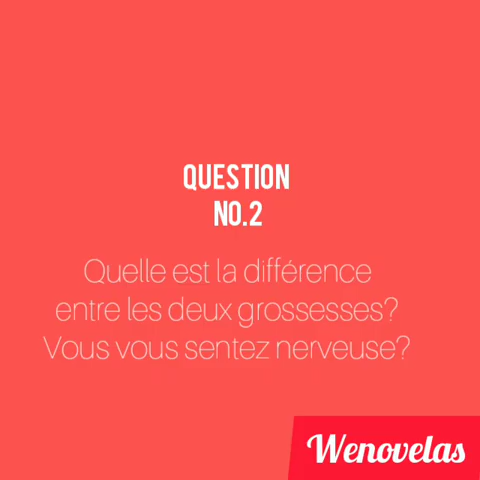 QUESTION
NO.2
Quelle est la différence
entre les deux grossesses?
Vous vous sentez nerveuse?
Wenovelas